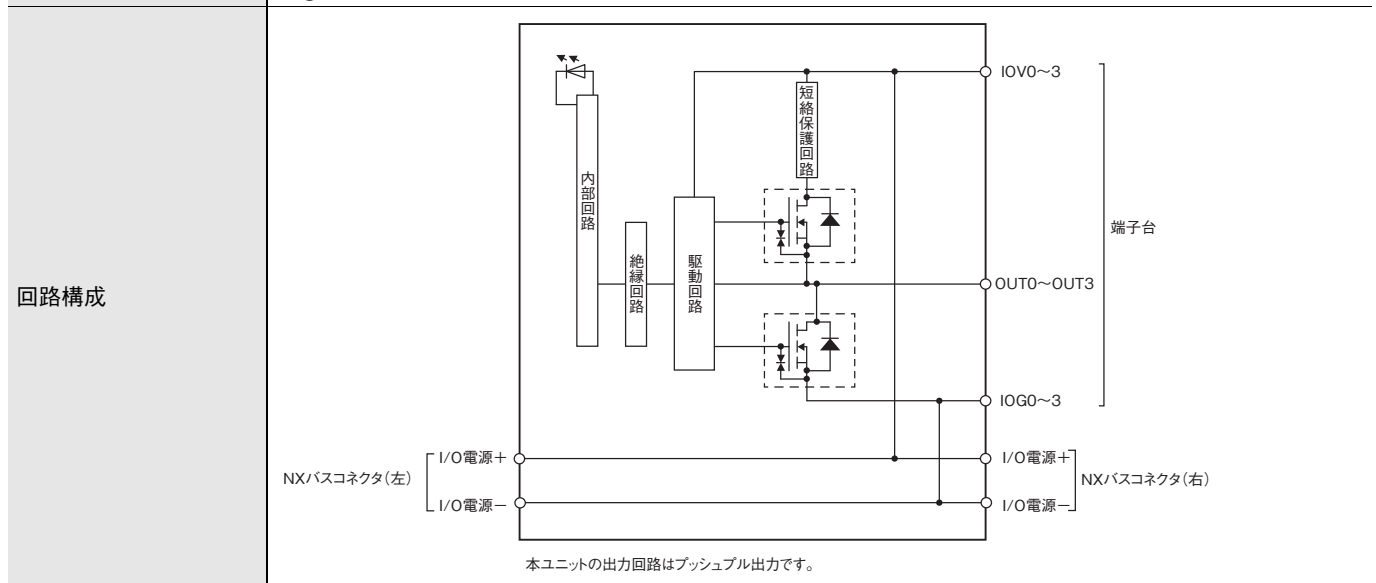 回路構成
IOV0～3
短絡保護回路
内部回路
絶縁回路
駆動回路
端子台
OUT0～OUT3
IOG0～3
NXバスコネクタ(左)
I/O電源＋
I/O電源－
I/O電源＋
I/O電源－
NXバスコネクタ(右)
本ユニットの出力回路はプッシュプル出力です。